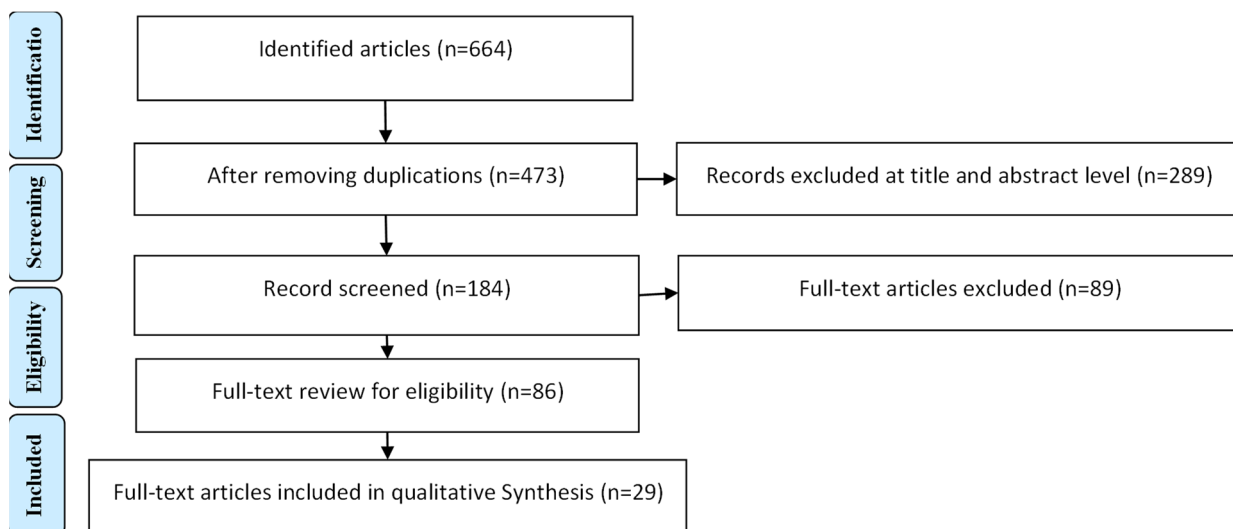 Identificatio
Identified articles (n=664)
Screening
After removing duplications (n=473)
Records excluded at title and abstract level (n=289)
Record screened (n=184)
Full-text articles excluded (n=89)
Eligibility
Full-text review for eligibility (n=86)
Included
Full-text articles included in qualitative Synthesis (n=29)